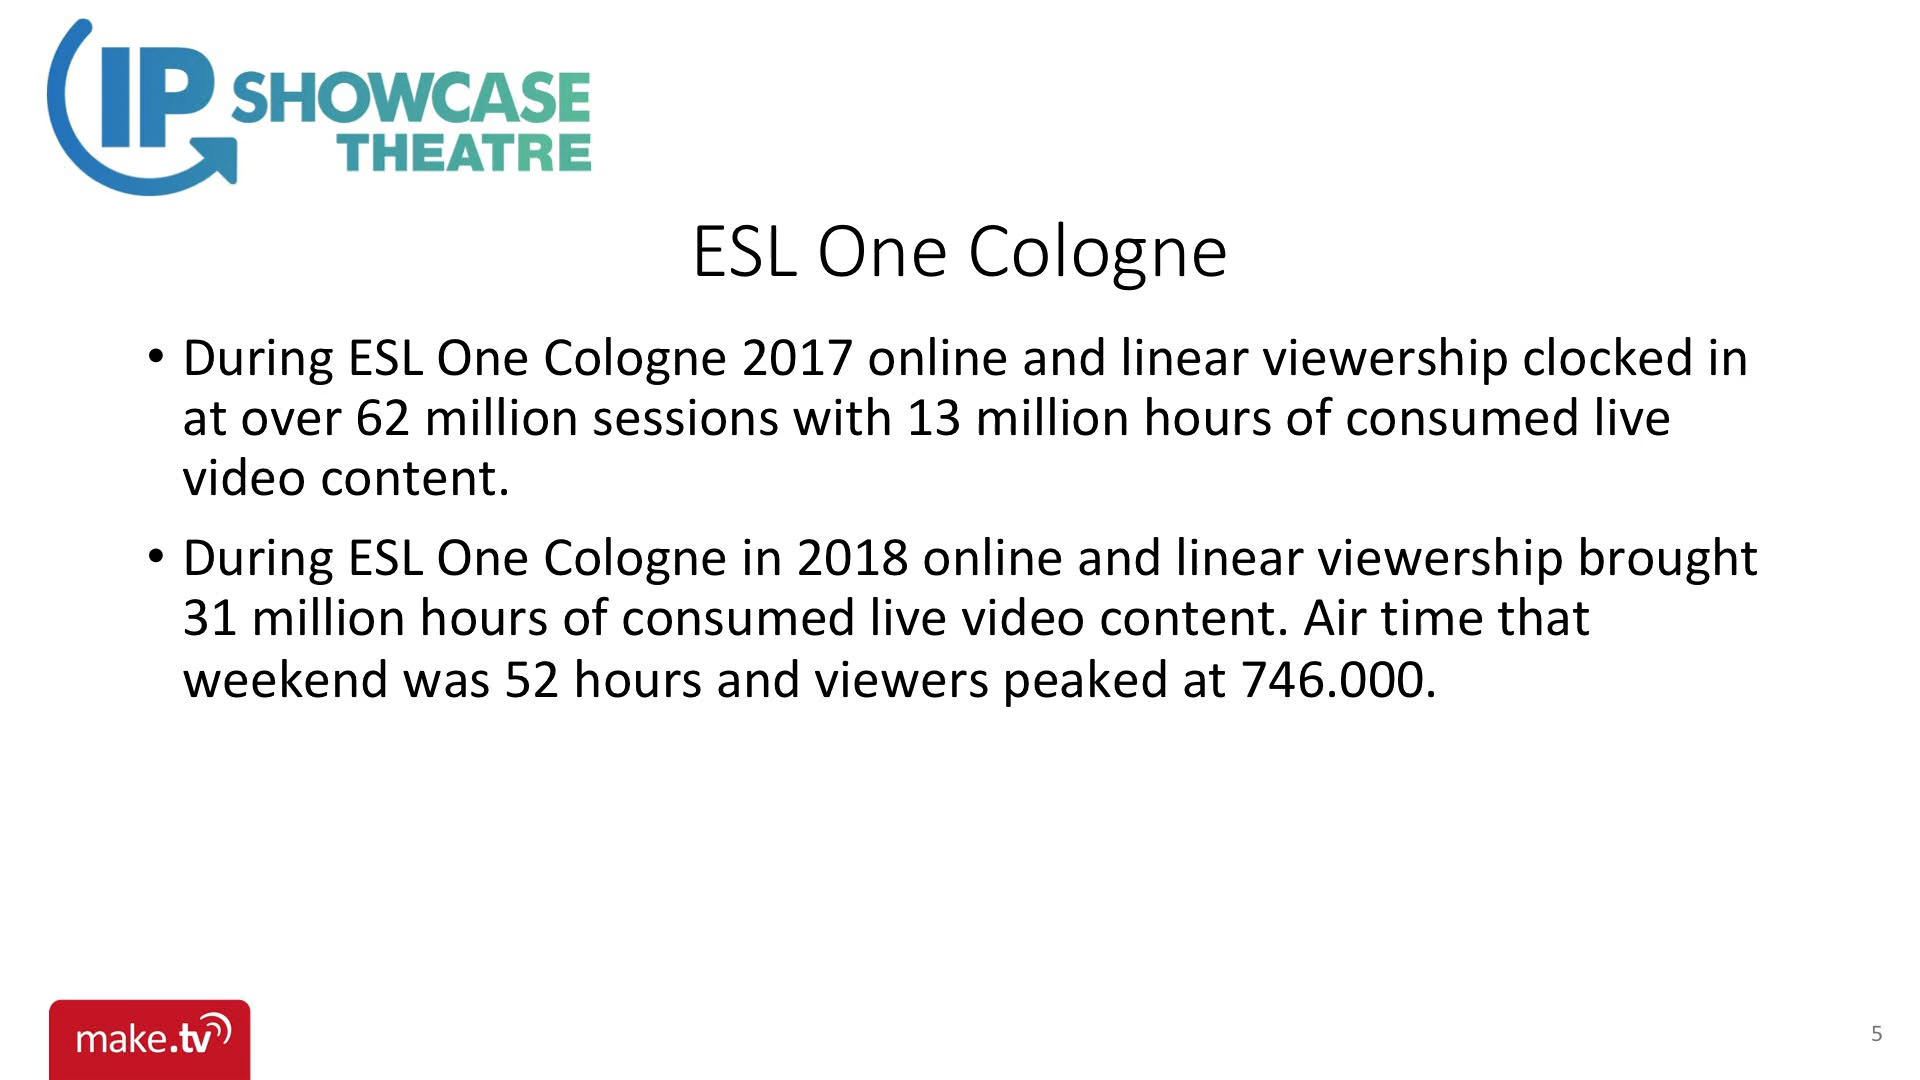 IP SHOWCASE
THEATRE
ESL One Cologne
• During ESL One Cologne 2017 online and linear viewership clocked in
at over 62 million sessions with 13 million hours of consumed live
video content.
• During ESL One Cologne in 2018 online and linear viewership brought
31 million hours of consumed live video content. Air time that
weekend was 52 hours and viewers peaked at 746.000.
make.tv
5